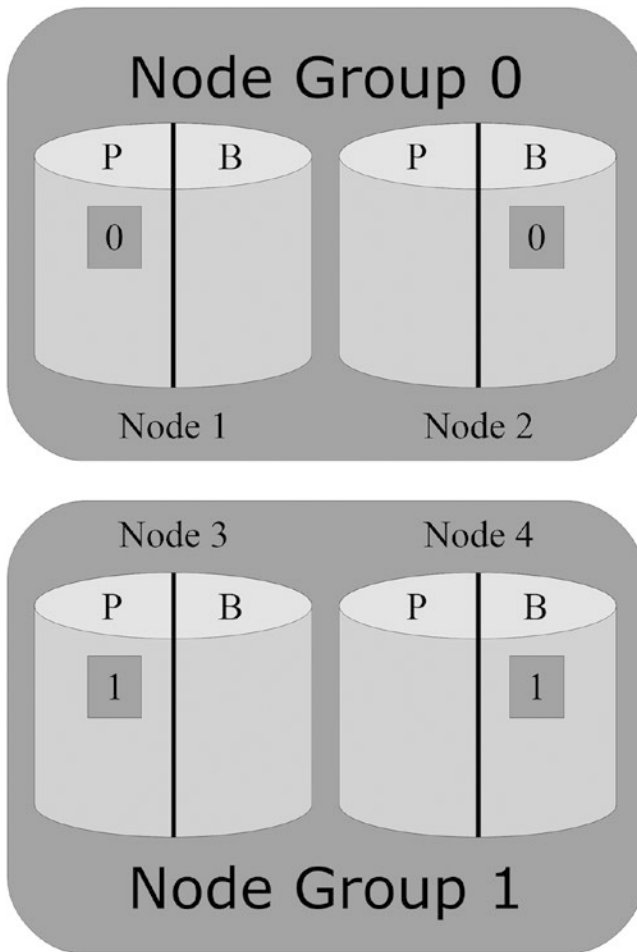 Node Group 0
P B P B
0 0
Node 1 Node 2
Node 3 Node 4
P B P B
1 1
Node Group 1